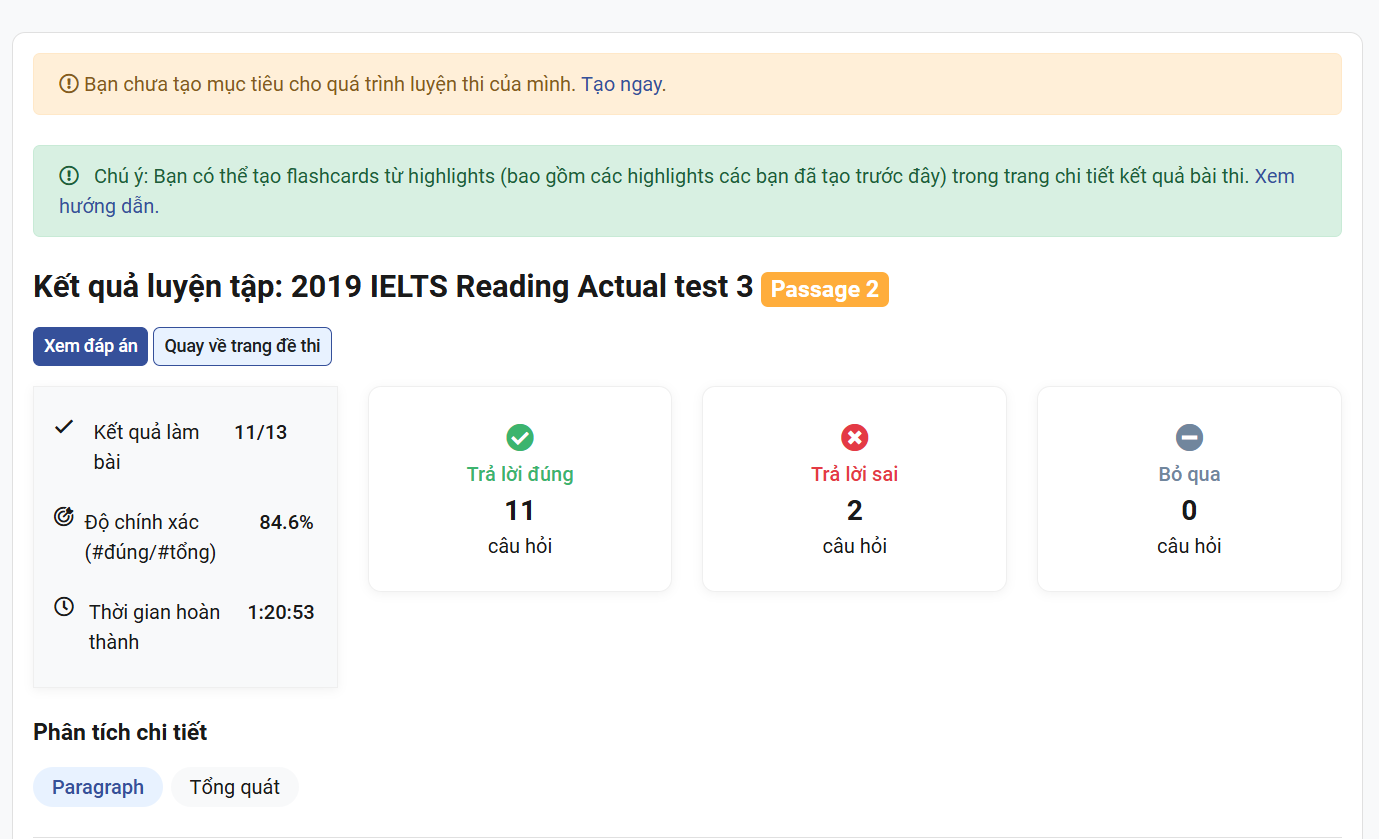 Bạn chưa tạo mục tiêu cho quá trình luyện thi của mình. Tạo ngay.
Chú ý: Bạn có thể tạo flashcards từ highlights (bao gồm các highlights các bạn đã tạo trước đây) trong trang chi tiết kết quả bài thi. Xem
hướng dẫn.
Kết quả luyện tập: 2019 IELTS Reading Actual test 3 Passage 2
Xem đáp án Quay về trang đề thi
Kết quả làm 11/13
bài
Độ chính xác 84.6%
(#đúng/#tổng)
Thời gian hoàn 1:20:53
thành
Trả lời đúng
11
câu hỏi
Trả lời sai
2
câu hỏi
Bỏ qua
0
câu hỏi
Phân tích chi tiết
Paragraph Tổng quát